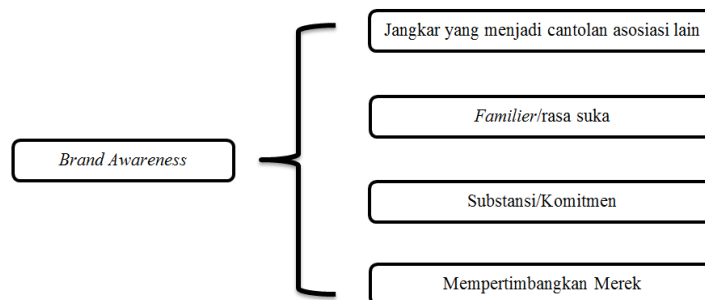 Jangkar yang menjadi cantolan asosiasi lain
Familier/rasa suka
Brand Awareness
Substansi/Komitmen
Mempertimbangkan Merek